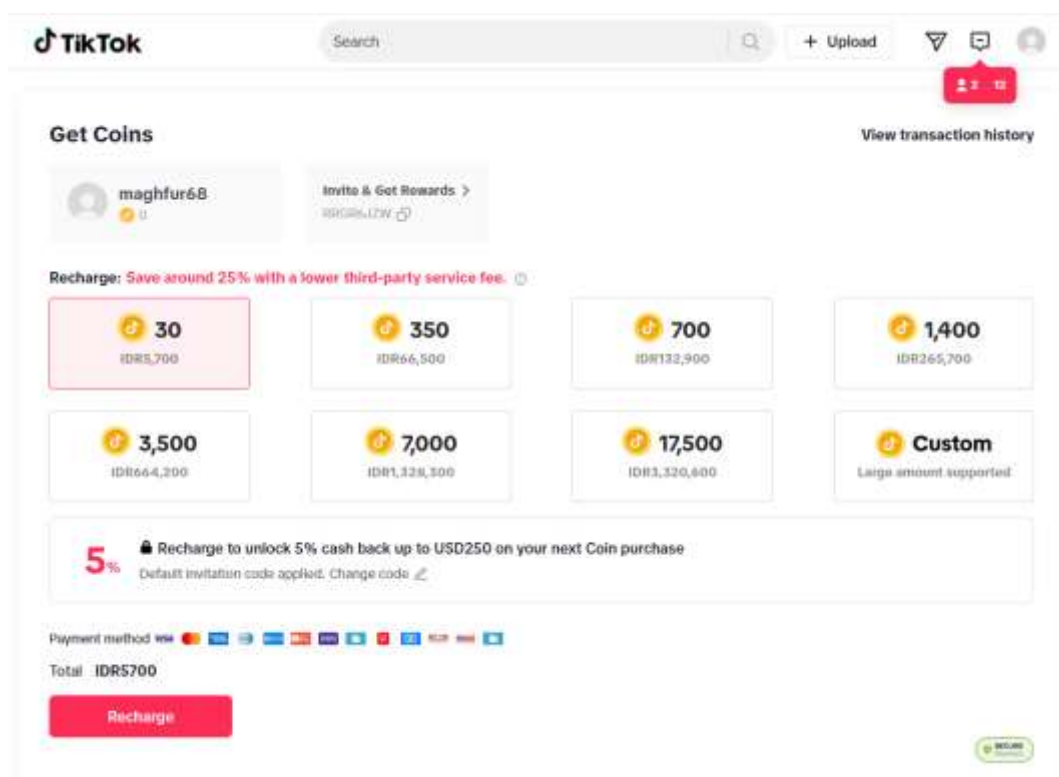 TikTok
Search
+ Upload
2 12
Get Coins
View transaction history
maghfur68
0
Invite & Get Rewards >
Recharge: Save around 25% with a lower third-party service fee.
30
IDR5,700
350
IDR66,500
700
IDR132,900
1,400
IDR265,700
3,500
IDR664,200
7,000
17,500
IDR3,320,600
Custom
Large amount supported
5%
Recharge to unlock 5% cash back up to USD250 on your next Coin purchase
Default invitation code applied. Change code
Payment method VISA
Total IDR5700
Recharge
SECURE